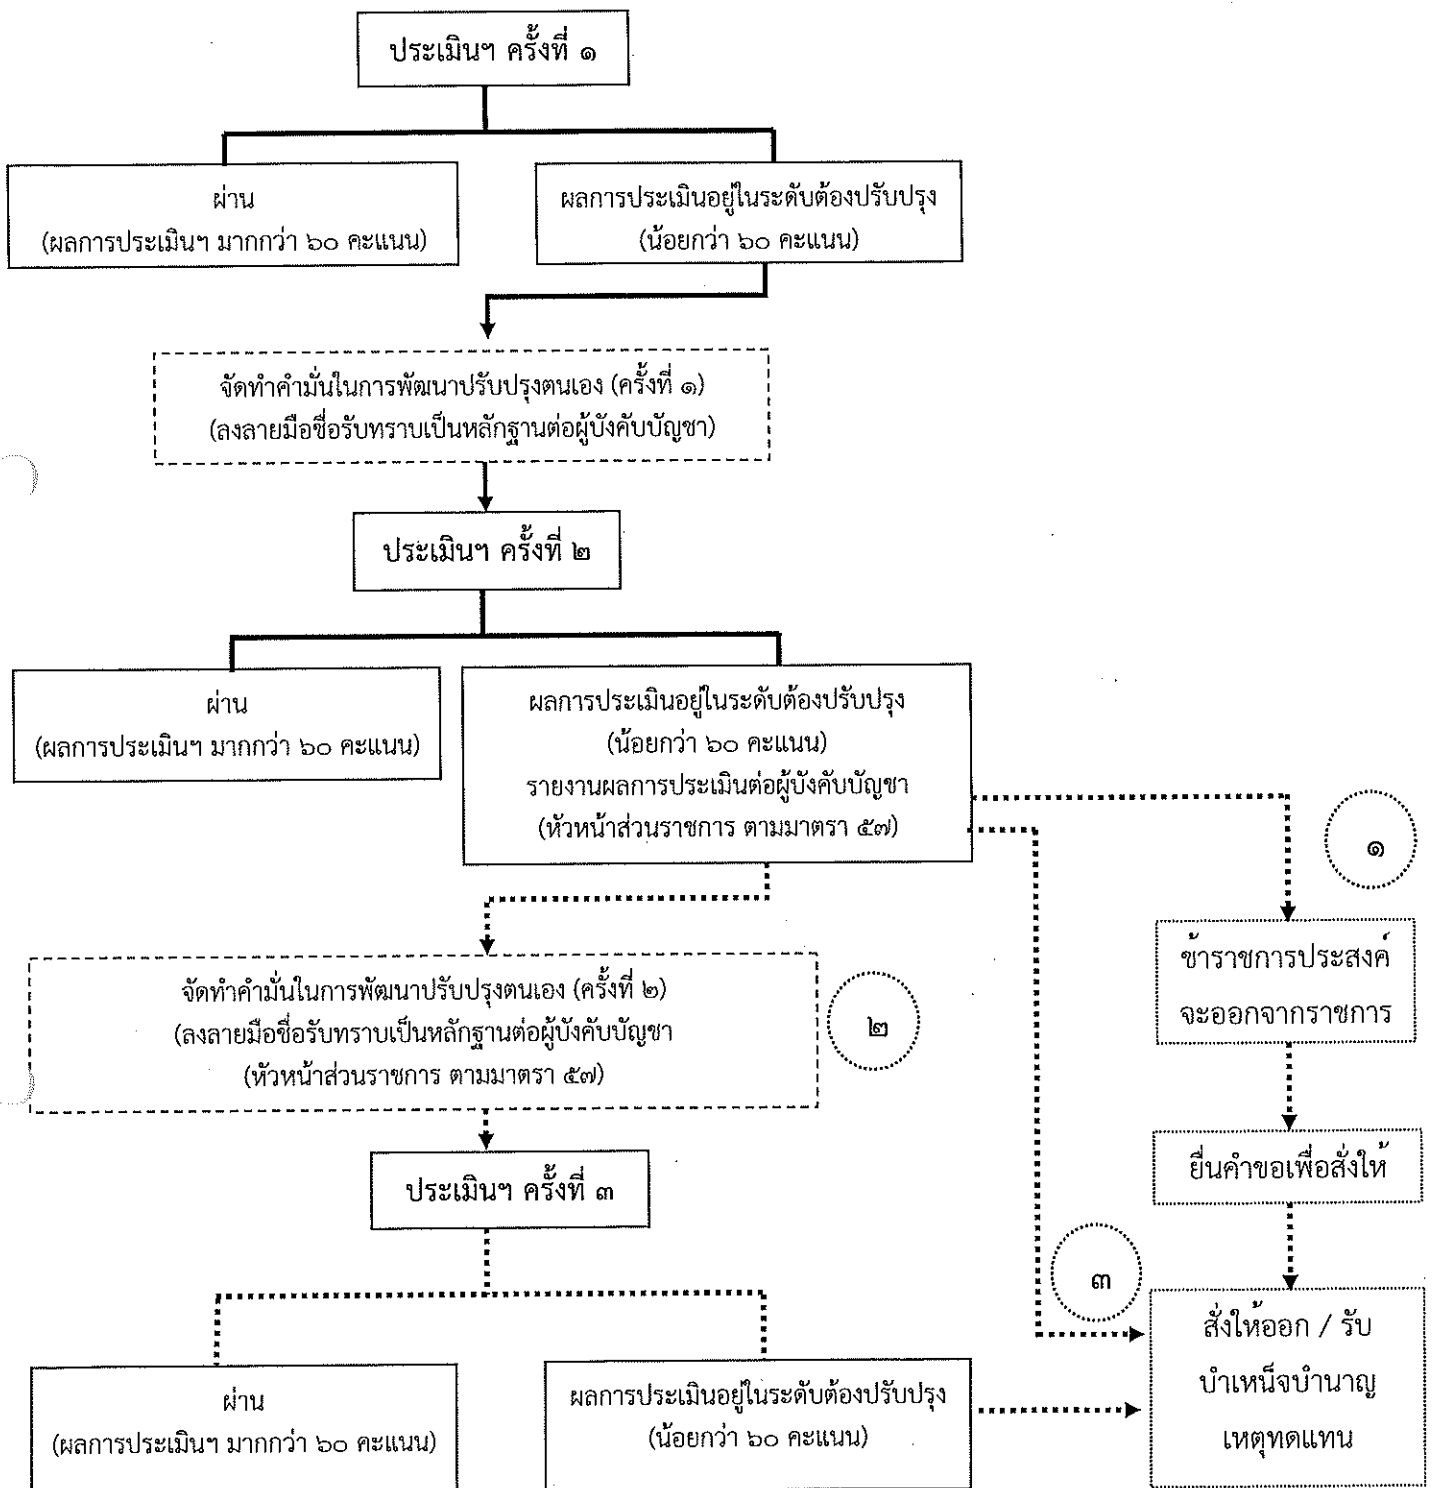 ประเมินฯ ครั้งที่ ๑
ผ่าน
(ผลการประเมินฯ มากกว่า ๖๐ คะแนน)
ผลการประเมินอยู่ในระดับต้องปรับปรุง
(น้อยกว่า ๖๐ คะแนน)
จัดทำคำมั่นในการพัฒนาปรับปรุงตนเอง (ครั้งที่ ๑)
(ลงลายมือชื่อรับทราบเป็นหลักฐานต่อผู้บังคับบัญชา)
ประเมินฯ ครั้งที่ ๒
ผ่าน
(ผลการประเมินฯ มากกว่า ๖๐ คะแนน)
ผลการประเมินอยู่ในระดับต้องปรับปรุง
(น้อยกว่า ๖๐ คะแนน)
รายงานผลการประเมินต่อผู้บังคับบัญชา
(หัวหน้าส่วนราชการ ตามมาตรา ๕๗)
๑
ข้าราชการประสงค์
จะออกจากราชการ
จัดทำคำมั่นในการพัฒนาปรับปรุงตนเอง (ครั้งที่ ๒)
(ลงลายมือชื่อรับทราบเป็นหลักฐานต่อผู้บังคับบัญชา
(หัวหน้าส่วนราชการ ตามมาตรา ๕๗)
๒
ยื่นคำขอเพื่อสั่งให้
ประเมินฯ ครั้งที่ ๓
๓
สั่งให้ออก / รับ
บำเหน็จบำนาญ
เหตุทดแทน
ผ่าน
(ผลการประเมินฯ มากกว่า ๖๐ คะแนน)
ผลการประเมินอยู่ในระดับต้องปรับปรุง
(น้อยกว่า ๖๐ คะแนน)